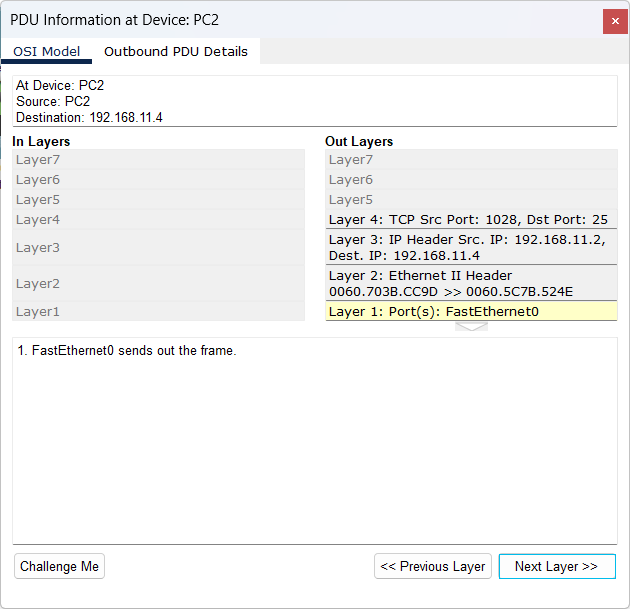 PDU Information at Device: PC2
OSI Model
Outbound PDU Details
At Device: PC2
Source: PC2
Destination: 192.168.11.4
In Layers
Layer7
Layer6
Layer5
Layer4
Layer3
Layer2
Layer1
Out Layers
Layer7
Layer6
Layer5
Layer 4: TCP Src Port: 1028, Dst Port: 25
Layer 3: IP Header Src. IP: 192.168.11.2,
Dest. IP: 192.168.11.4
Layer 2: Ethernet II Header
0060.703B.CC9D >> 0060.5C7B.524E
Layer 1: Port(s): FastEthernet0
1. FastEthernet0 sends out the frame.
Challenge Me
<< Previous Layer
Next Layer >>